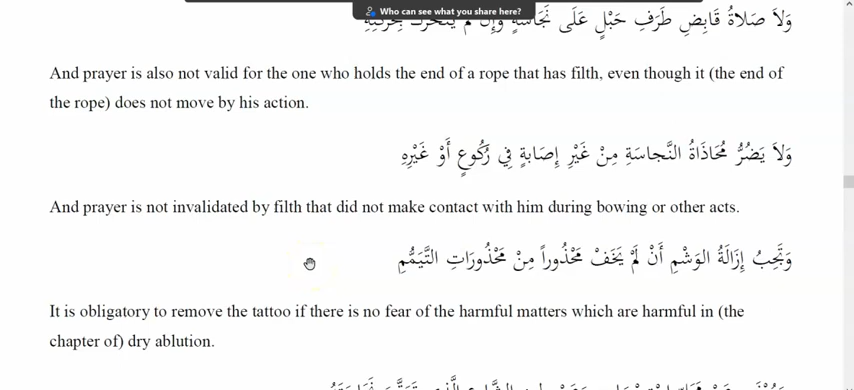 Who can see what you share here?
وَلاَ صَلاَةُ قَابِضِ طَرَفِ حَبْلٍ عَلَى نَجَاسَةٍ وَإِنْ لَمْ يَتَحَرَّكْ بِحَرَكَتِهِ
And prayer is also not valid for the one who holds the end of a rope that has filth, even though it (the end of
the rope) does not move by his action.
وَلاَ يَضُرُّ مُحَاذَاةُ النَّجاسَةِ مِنْ غَيْرِ إِصَابةٍ فِي رُكُوعٍ أَوْ غَيْرِهِ
And prayer is not invalidated by filth that did not make contact with him during bowing or other acts.
وَتَجِبُ إِزَالَةُ الوَشْمِ أَنْ لَمْ يَخَفْ مَحْذُوراً مِنْ مَحْذُورَاتِ التَّيَمُّمِ
It is obligatory to remove the tattoo if there is no fear of the harmful matters which are harmful in (the
chapter of) dry ablution.